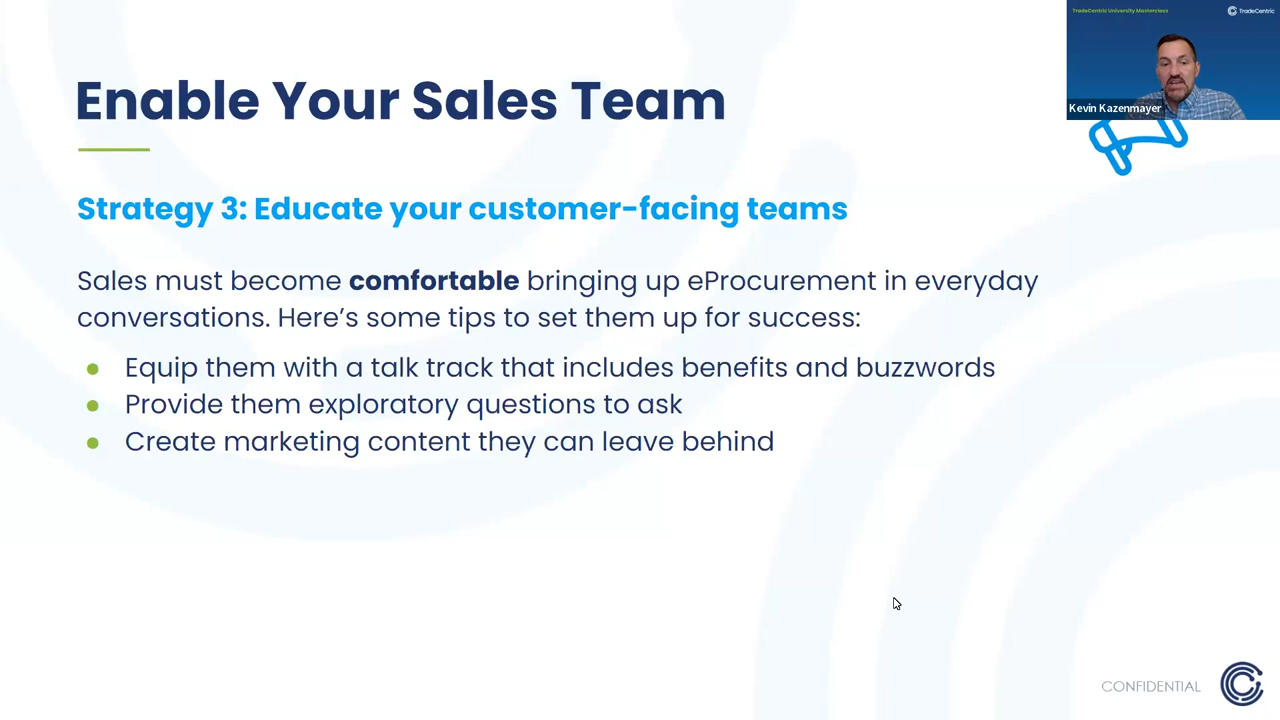 TradeCentric University Masterclass
TradeCentric
Kevin Kazenmayer
Enable Your Sales Team
Strategy 3: Educate your customer-facing teams
Sales must become comfortable bringing up eProcurement in everyday
conversations. Here’s some tips to set them up for success:
● Equip them with a talk track that includes benefits and buzzwords
● Provide them exploratory questions to ask
● Create marketing content they can leave behind
CONFIDENTIAL